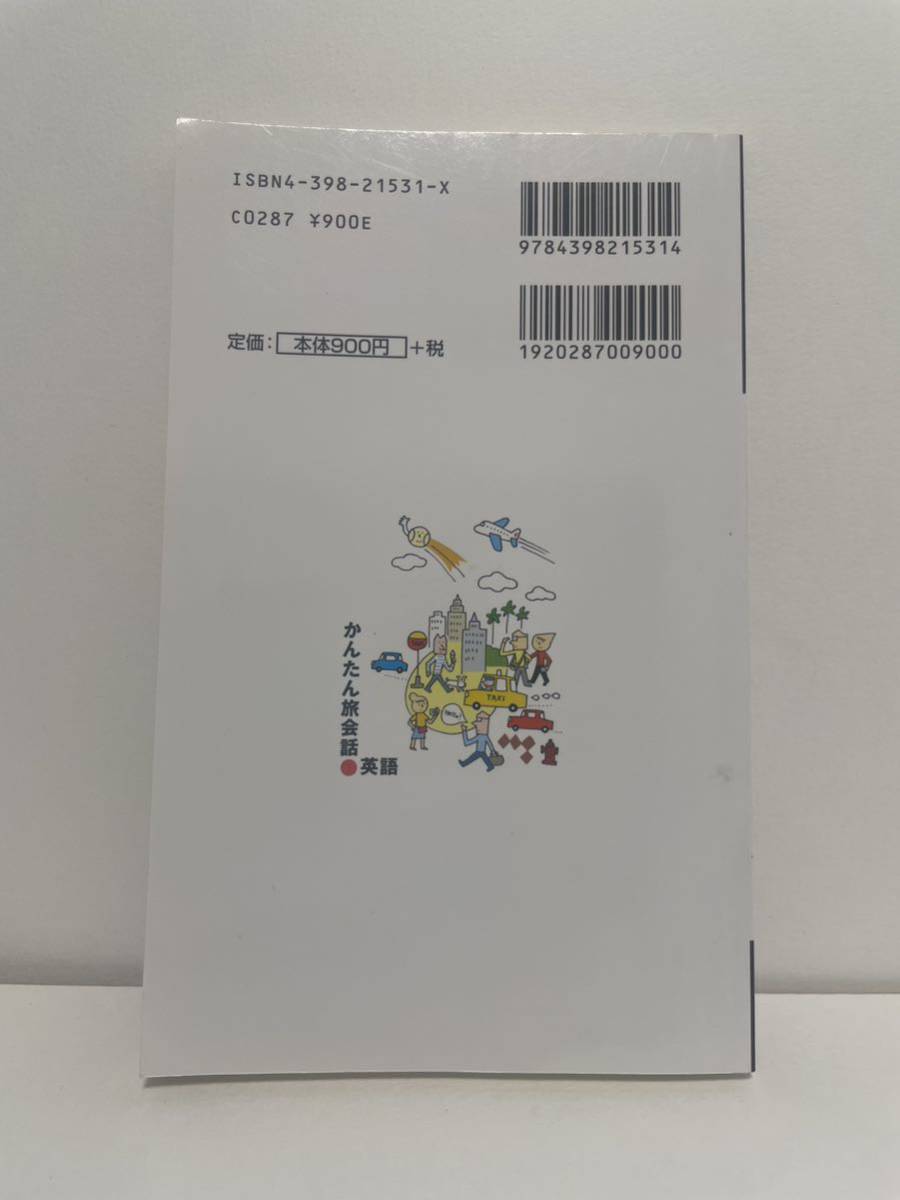 ISBN4-398-21531-X
C0287 ¥900E
9784398215314
定価：本体900円＋税
1920287009000
かんたん旅会話●英語
TAXI